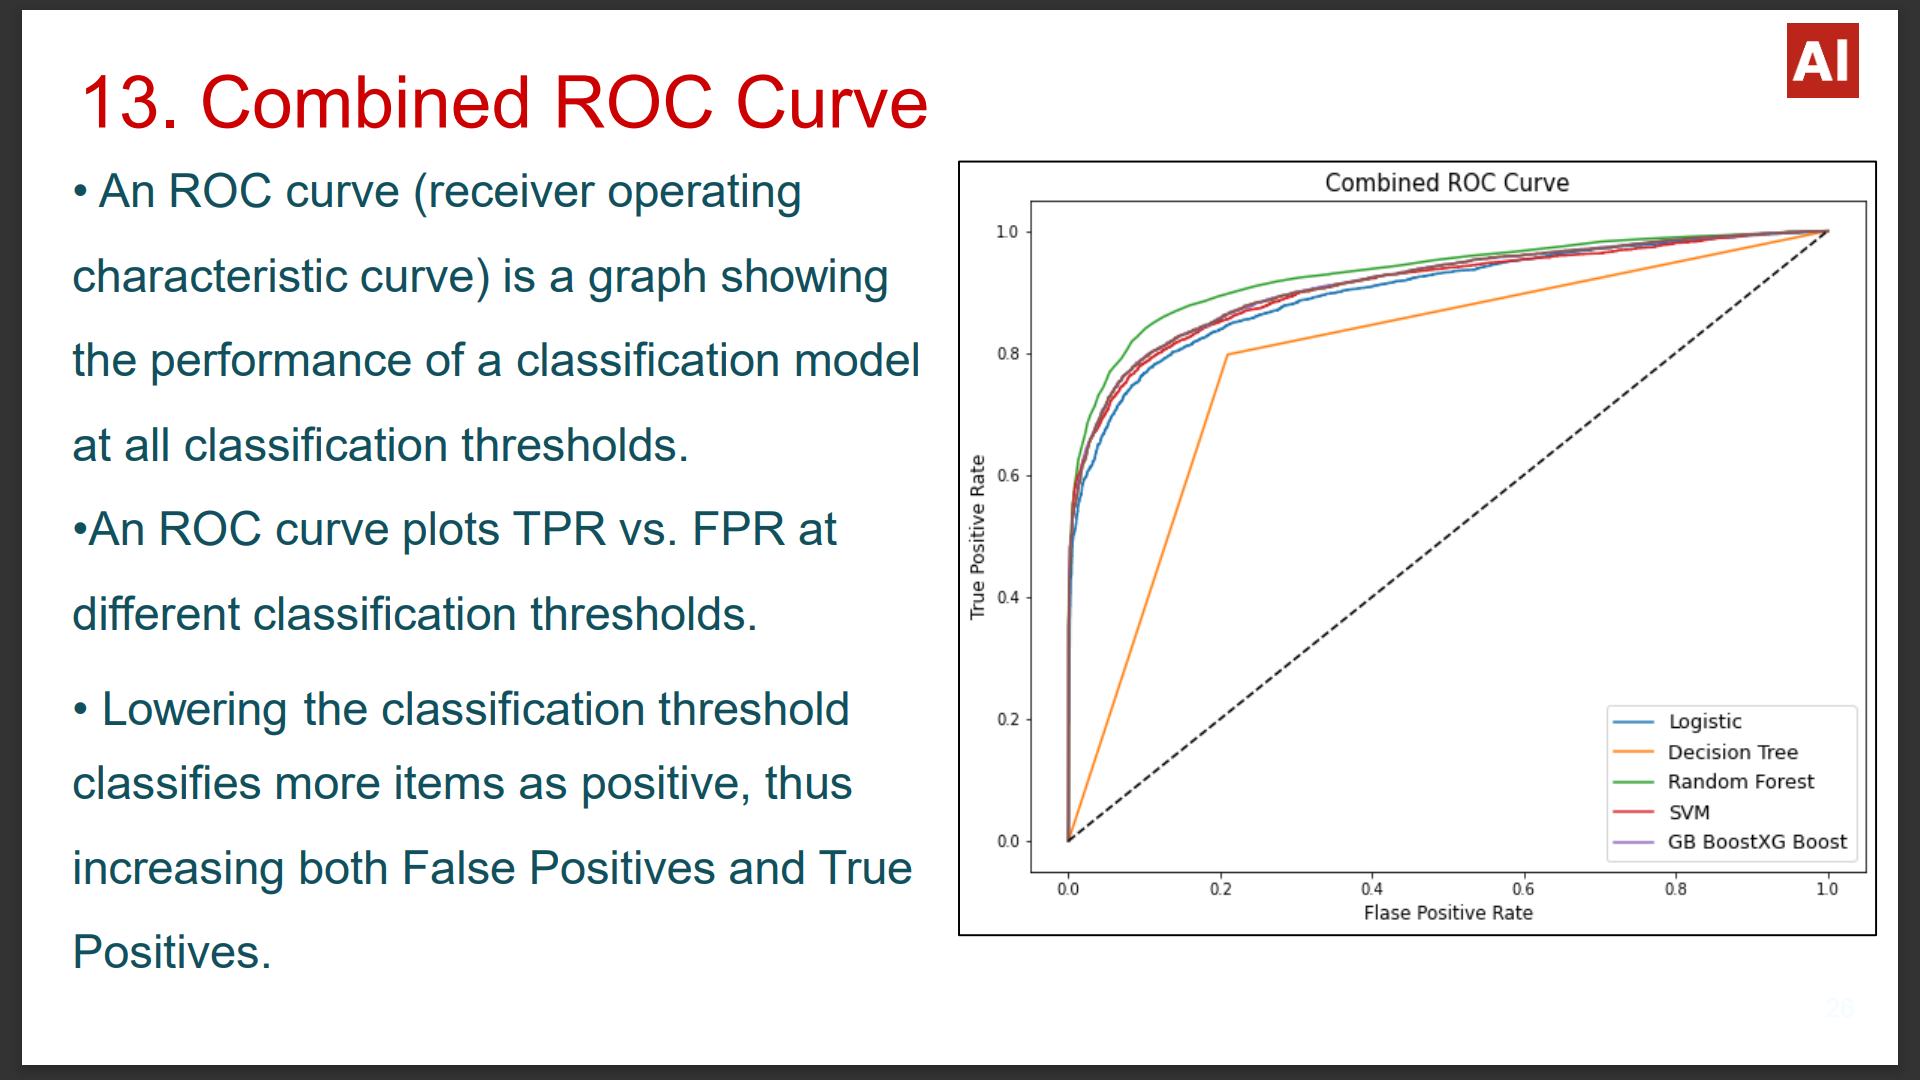 AI
13. Combined ROC Curve
• An ROC curve (receiver operating
characteristic curve) is a graph showing
the performance of a classification model
at all classification thresholds.
•An ROC curve plots TPR vs. FPR at
different classification thresholds.
• Lowering the classification threshold
classifies more items as positive, thus
increasing both False Positives and True
Positives.
Combined ROC Curve
True Positive Rate
1.0
0.8
0.6
0.4
0.2
0.0
0.0 0.2 0.4 0.6 0.8 1.0
Flase Positive Rate
Logistic
Decision Tree
Random Forest
SVM
GB BoostXG Boost
26